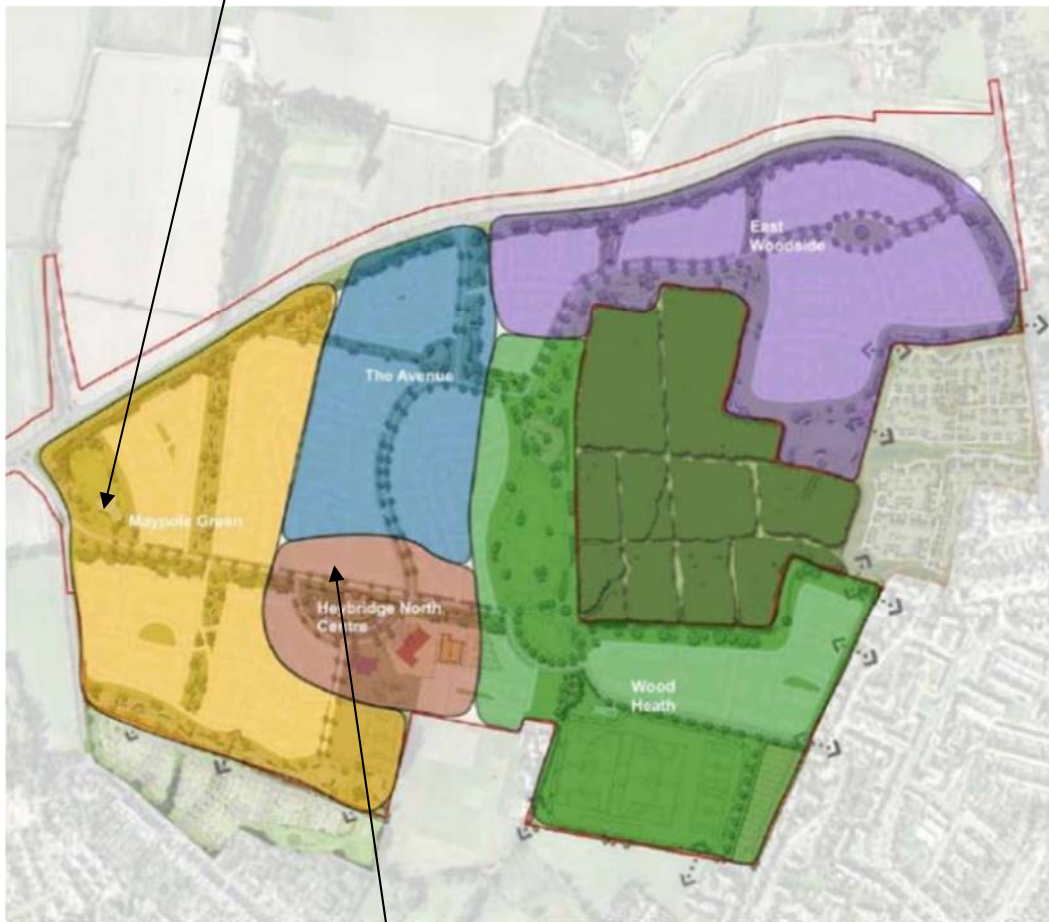 East
Woodside
The Avenue
Maypole Green
Heybridge North
Centre
Wood
Heath